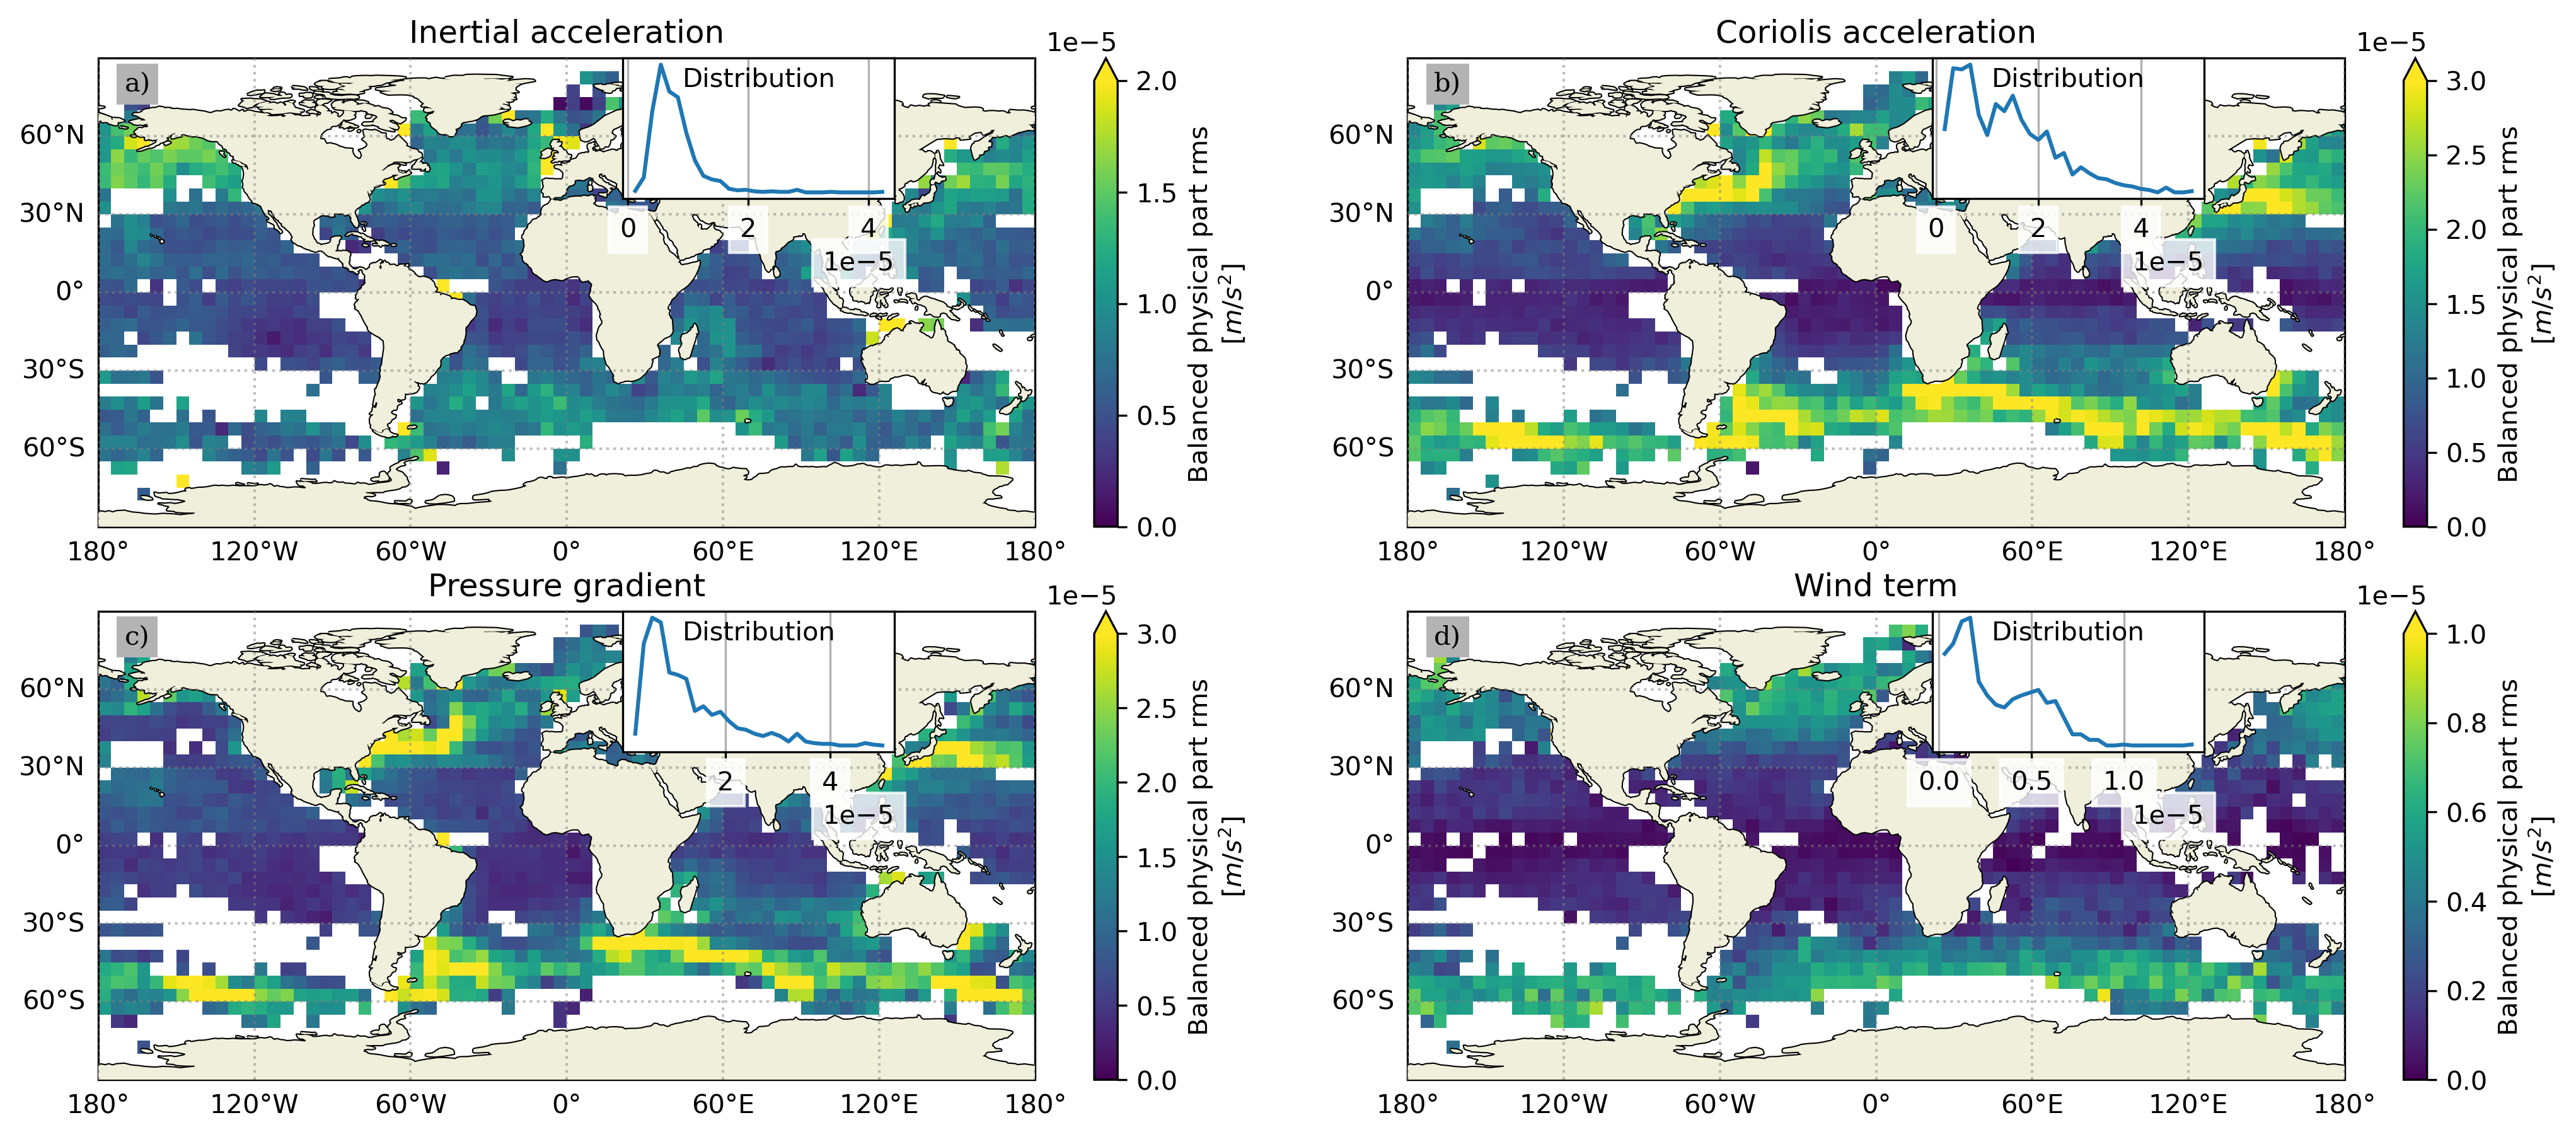 Inertial acceleration
1e−5
a)
Distribution
0 2 4
1e−5
60°N
30°N
0°
30°S
60°S
180° 120°W 60°W 0° 60°E 120°E 180°
2.0
1.5
1.0
0.5
0.0
Balanced physical part rms
[m/s²]
Coriolis acceleration
1e−5
b)
Distribution
0 2 4
1e−5
60°N
30°N
0°
30°S
60°S
180° 120°W 60°W 0° 60°E 120°E 180°
3.0
2.5
2.0
1.5
1.0
0.5
0.0
Balanced physical part rms
[m/s²]
Pressure gradient
1e−5
c)
Distribution
2 4
1e−5
60°N
30°N
0°
30°S
60°S
180° 120°W 60°W 0° 60°E 120°E 180°
3.0
2.5
2.0
1.5
1.0
0.5
0.0
Balanced physical part rms
[m/s²]
Wind term
1e−5
d)
Distribution
0.0 0.5 1.0
1e−5
60°N
30°N
0°
30°S
60°S
180° 120°W 60°W 0° 60°E 120°E 180°
1.0
0.8
0.6
0.4
0.2
0.0
Balanced physical part rms
[m/s²]